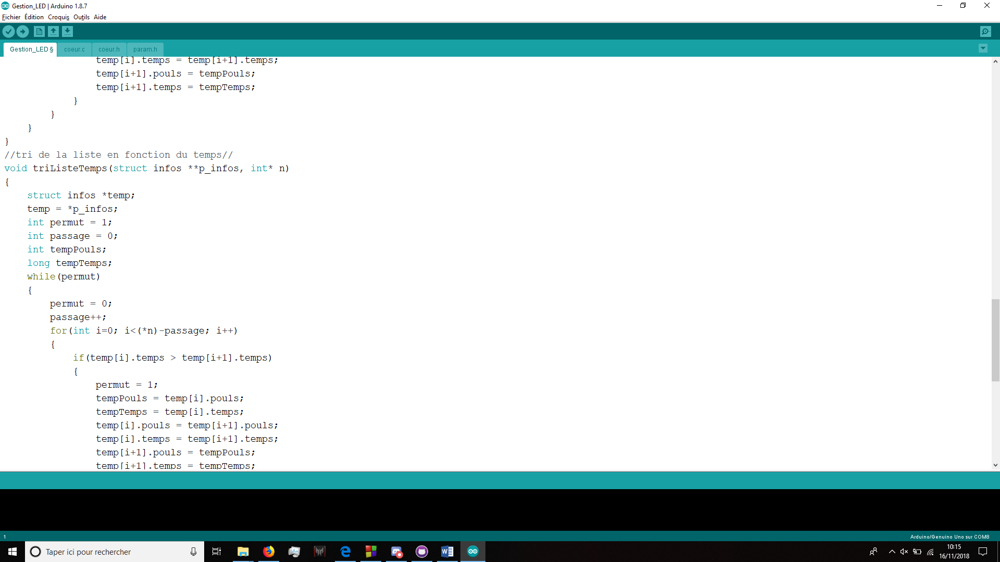 Gestion_LED | Arduino 1.8.7
Fichier Édition Croquis Outils Aide
Gestion_LED § coeur.c coeur.h param.h
temp[i].temps = temp[i+1].temps;
temp[i+1].pouls = tempPouls;
temp[i+1].temps = tempTemps;
}
}
}
}
//tri de la liste en fonction du temps//
void triListeTemps(struct infos **p_infos, int* n)
{
struct infos *temp;
temp = *p_infos;
int permut = 1;
int passage = 0;
int tempPouls;
long tempTemps;
while(permut)
{
permut = 0;
passage++;
for(int i=0; i<(*n)-passage; i++)
{
if(temp[i].temps > temp[i+1].temps)
{
permut = 1;
tempPouls = temp[i].pouls;
tempTemps = temp[i].temps;
temp[i].pouls = temp[i+1].pouls;
temp[i].temps = temp[i+1].temps;
temp[i+1].pouls = tempPouls;
temp[i+1].temps = tempTemps;
1 Arduino/Genuino Uno sur COM8
Taper ici pour rechercher
10:15
16/11/2018